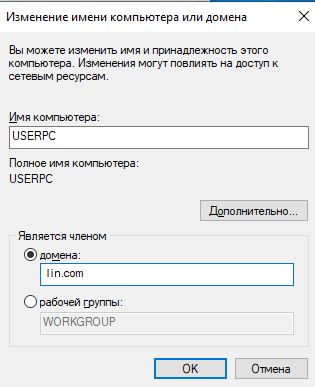 Изменение имени компьютера или домена
Вы можете изменить имя и принадлежность этого
компьютера. Изменения могут повлиять на доступ к
сетевым ресурсам.
Имя компьютера:
USERPC
Полное имя компьютера:
USERPC
Дополнительно...
Является членом
домена:
lin.com
рабочей группы:
WORKGROUP
OK
Отмена